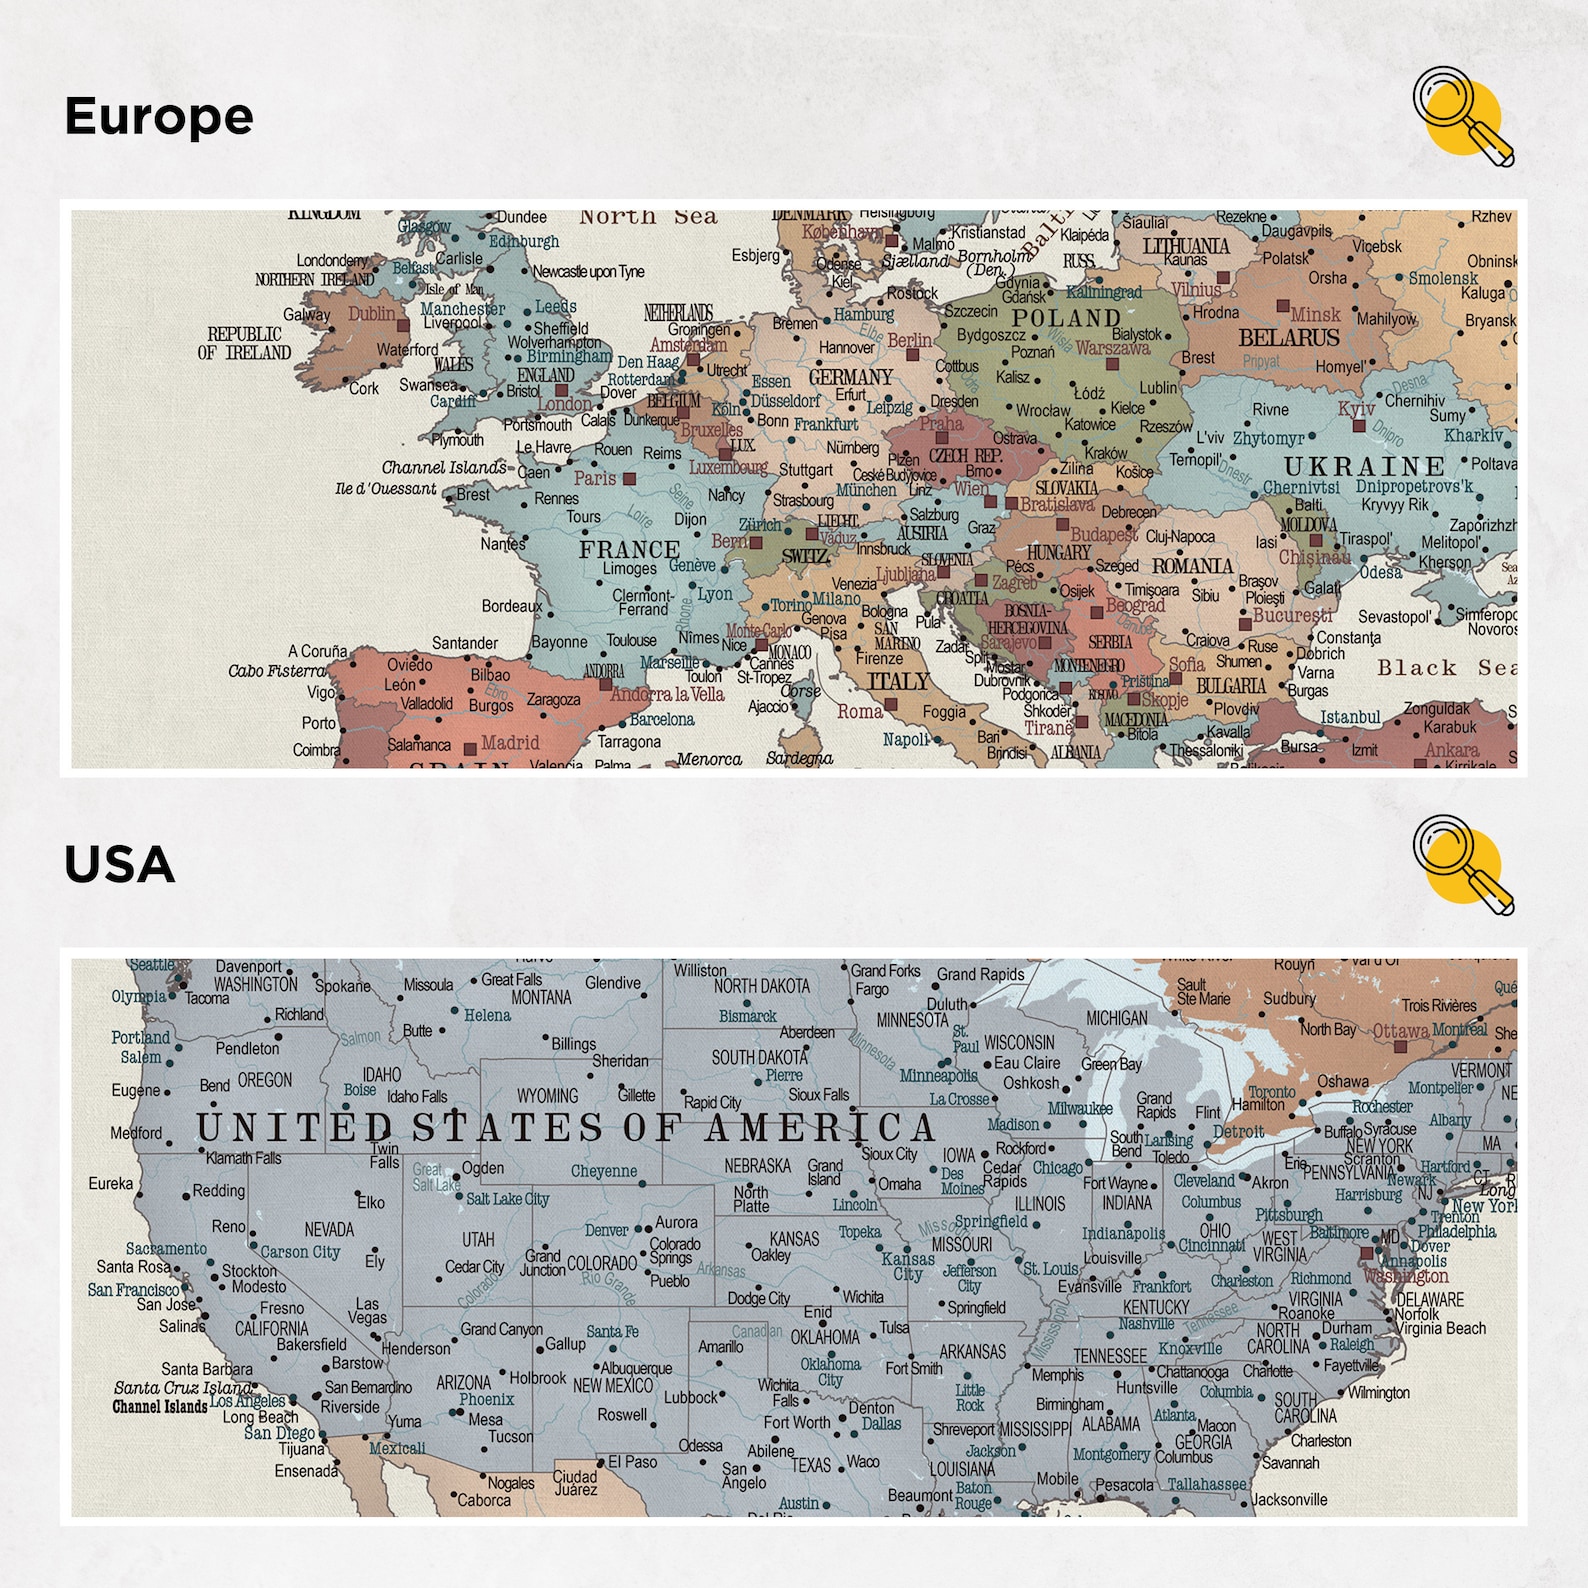 Europe
KINGDOM
Glasgow
Dundee
Edinburgh
North Sea
DENMARK
København
Helsingborg
Malmö
Kristianstad
Klaipėda
Šiauliai
Rezekne
Daugavpils
Rzhev
Londonderry
NORTHERN IRELAND
Belfast
Carlisle
Isle of Man
Newcastle upon Tyne
Esbjerg
Odense
Kiel
Sjælland
Bornholm
(Den.)
RUSS.
LITHUANIA
Kaunas
Vilnius
Polatsk
Vicebsk
Orsha
Smolensk
Obninsk
Kaluga
Galway
Dublin
REPUBLIC
OF IRELAND
Waterford
Cork
Manchester
Liverpool
Leeds
Sheffield
Wolverhampton
Birmingham
WALES
ENGLAND
Swansea
Cardiff
Bristol
London
Dover
Plymouth
Portsmouth
Calais
Dunkerque
NETHERLANDS
Groningen
Amsterdam
Den Haag
Rotterdam
Utrecht
BELGIUM
Bruxelles
LUX.
Luxembourg
Bremen
Hamburg
Rostock
Elbe
Hannover
Berlin
GERMANY
Essen
Düsseldorf
Köln
Bonn
Erfurt
Leipzig
Frankfurt
Cottbus
Dresden
Nürnberg
Stuttgart
München
Gdynia
Gdańsk
Kaliningrad
Szczecin
POLAND
Bydgoszcz
Poznań
Wisla
Białystok
Warszawa
Kalisz
Łódź
Lublin
Wrocław
Kielce
Katowice
Rzeszów
Kraków
Hrodna
Minsk
BELARUS
Mahilyow
Bryansk
Brest
Pripyat
Homyel'
Desna
Chernihiv
Rivne
Kyiv
Sumy
L'viv
Zhytomyr
Dnipro
Kharkiv
Ternopil'
Dnestr
UKRAINE
Poltava
Chernivtsi
Dnipropetrovs'k
Kryvyy Rih
Zaporizhzh
Melitopol'
Kherson
Channel Islands
Ile d'Ouessant
Le Havre
Caen
Rouen
Reims
Brest
Rennes
Paris
Seine
Nancy
Tours
Loire
Dijon
Strasbourg
Nantes
FRANCE
Limoges
Genève
Clermont-
Ferrand
Lyon
Rhone
Bordeaux
Bayonne
Toulouse
Nîmes
Nice
Marseille
Toulon
Cannes
St-Tropez
Monte-Carlo
MONACO
Zürich
LIECHT.
Bern
Vaduz
SWITZ
Praha
Plzen
CZECH REP.
Ostrava
České Budějovice
Brno
Linz
Wien
Salzburg
AUSTRIA
Graz
Innsbruck
Zilina
Košice
SLOVAKIA
Bratislava
Debrecen
Budapest
HUNGARY
Pécs
Szeged
SLOVENIA
Ljubljana
Zagreb
CROATIA
Osijek
Pula
Zadar
Split
Mostar
Dubrovnik
BOSNIA-
HERCEGOVINA
Sarajevo
Beograd
SERBIA
Danube
MONTENEGRO
Podgorica
KOSOVO
Priština
Shkodër
Tiranë
ALBANIA
Skopje
MACEDONIA
Bitola
Cluj-Napoca
ROMANIA
Timişoara
Sibiu
Braşov
Ploieşti
Iasi
Galati
Craiova
Bucureşti
Constanţa
Balti
MOLDOVA
Chişinău
Tiraspol'
Odesa
Sevastopol'
Simferopo
Novoros
Sofia
BULGARIA
Ruse
Shumen
Dobrich
Varna
Burgas
Plovdiv
Black Sea
Kavalla
Thessaloniki
Istanbul
Bursa
Izmit
Zonguldak
Karabuk
Ankara
Kirrikale
A Coruña
Cabo Fisterra
Vigo
Santander
Oviedo
León
Bilbao
Valladolid
Burgos
Ebro
Zaragoza
ANDORRA
Andorra la Vella
Barcelona
Tarragona
Porto
Coimbra
Salamanca
Madrid
SPAIN
Valencia
Palma
Menorca
Torino
Milano
Venezia
Genova
Bologna
Pisa
SAN
MARINO
Firenze
ITALY
Corse
Ajaccio
Roma
Foggia
Napoli
Bari
Brindisi
Sardegna
USA
Seattle
Olympia
Tacoma
Davenport
WASHINGTON
Spokane
Richland
Portland
Salem
Pendleton
Eugene
Bend
OREGON
Medford
Klamath Falls
Missoula
Great Falls
MONTANA
Glendive
Helena
Butte
Billings
Salmon
IDAHO
Boise
Idaho Falls
Twin
Falls
Sheridan
WYOMING
Gillette
Cheyenne
Williston
NORTH DAKOTA
Bismarck
Aberdeen
SOUTH DAKOTA
Pierre
Rapid City
Sioux Falls
Grand Forks
Fargo
Grand Rapids
Duluth
MINNESOTA
Minnesota
St.
Paul
Minneapolis
WISCONSIN
Eau Claire
Oshkosh
Green Bay
La Crosse
Madison
Milwaukee
MICHIGAN
Grand
Rapids
Flint
Lansing
Detroit
Sault
Ste Marie
Sudbury
North Bay
Rouyn
Val d'Or
Trois Rivières
Qué
Ottawa
Montréal
She
Toronto
Oshawa
Hamilton
VERMONT
Montpelier
Rochester
Albany
Buffalo
Syracuse
NEW YORK
MA
Hartford
CT
UNITED STATES OF AMERICA
Eureka
Redding
Reno
Carson City
NEVADA
Elko
Ely
Great
Salt Lake
Ogden
Salt Lake City
UTAH
Cedar City
Grand
Junction
COLORADO
Denver
Aurora
Colorado
Springs
Pueblo
Colorado
Rio Grande
Arkansas
NEBRASKA
North
Platte
Grand
Island
Lincoln
Omaha
Sioux City
IOWA
Des
Moines
Cedar
Rapids
Rockford
Chicago
South
Bend
Toledo
Fort Wayne
ILLINOIS
INDIANA
Springfield
Indianapolis
Cleveland
Akron
Columbus
OHIO
Cincinnati
Erie
Scranton
PENNSYLVANIA
Newark
Harrisburg
NJ
Long
New York
Pittsburgh
Trenton
Philadelphia
Baltimore
MD
Dover
Annapolis
Washington
WEST
VIRGINIA
Charleston
Richmond
VIRGINIA
Roanoke
DELAWARE
Norfolk
Virginia Beach
Sacramento
Santa Rosa
San Francisco
San Jose
Salinas
Stockton
Modesto
Fresno
CALIFORNIA
Bakersfield
Las
Vegas
Henderson
Barstow
Santa Barbara
Santa Cruz Island
Channel Islands
Los Angeles
San Bernardino
Riverside
Long Beach
San Diego
Tijuana
Ensenada
Mexicali
Yuma
Grand Canyon
ARIZONA
Phoenix
Mesa
Tucson
Holbrook
Gallup
Santa Fe
Albuquerque
NEW MEXICO
Roswell
Nogales
Caborca
Ciudad
Juárez
El Paso
KANSAS
Oakley
Topeka
Kansas
City
Dodge City
Wichita
MISSOURI
Jefferson
City
St. Louis
Springfield
Enid
OKLAHOMA
Tulsa
Oklahoma
City
Canadian
Amarillo
Lubbock
Wichita
Falls
Denton
Fort Worth
Dallas
Odessa
Abilene
San
Angelo
TEXAS
Waco
Austin
Beaumont
ARKANSAS
Fort Smith
Little
Rock
Shreveport
LOUISIANA
Baton
Rouge
MISSISSIPPI
Jackson
Mississippi
Louisville
Evansville
Frankfort
KENTUCKY
Nashville
TENNESSEE
Tennessee
Knoxville
Memphis
Chattanooga
Huntsville
Birmingham
ALABAMA
Montgomery
Mobile
Pesacola
Atlanta
Macon
GEORGIA
Columbus
Tallahassee
NORTH
CAROLINA
Durham
Raleigh
Charlotte
Fayettville
Wilmington
Columbia
SOUTH
CAROLINA
Charleston
Savannah
Jacksonville